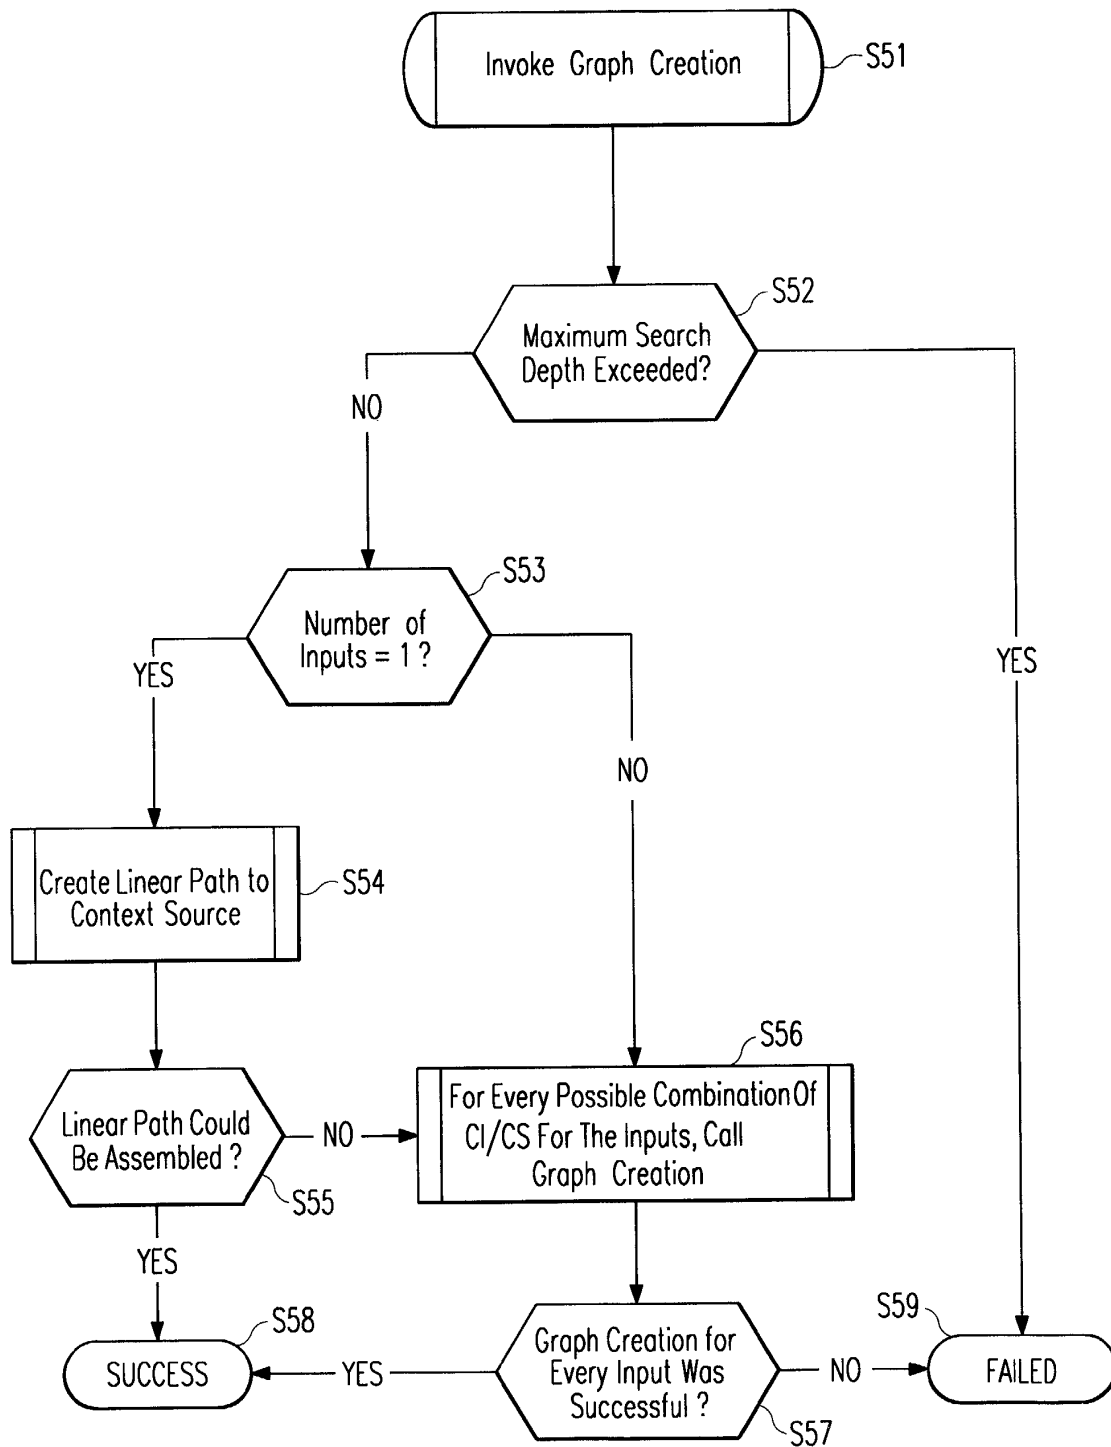 Invoke Graph Creation
S51
S52
Maximum Search
Depth Exceeded?
NO
S53
Number of
Inputs = 1 ?
YES
YES
NO
Create Linear Path to
Context Source
S54
S56
For Every Possible Combination Of
CI/CS For The Inputs, Call
Graph Creation
Linear Path Could
Be Assembled ?
NO
S55
YES
S58
SUCCESS
YES
Graph Creation for
Every Input Was
Successful ?
S57
NO
S59
FAILED